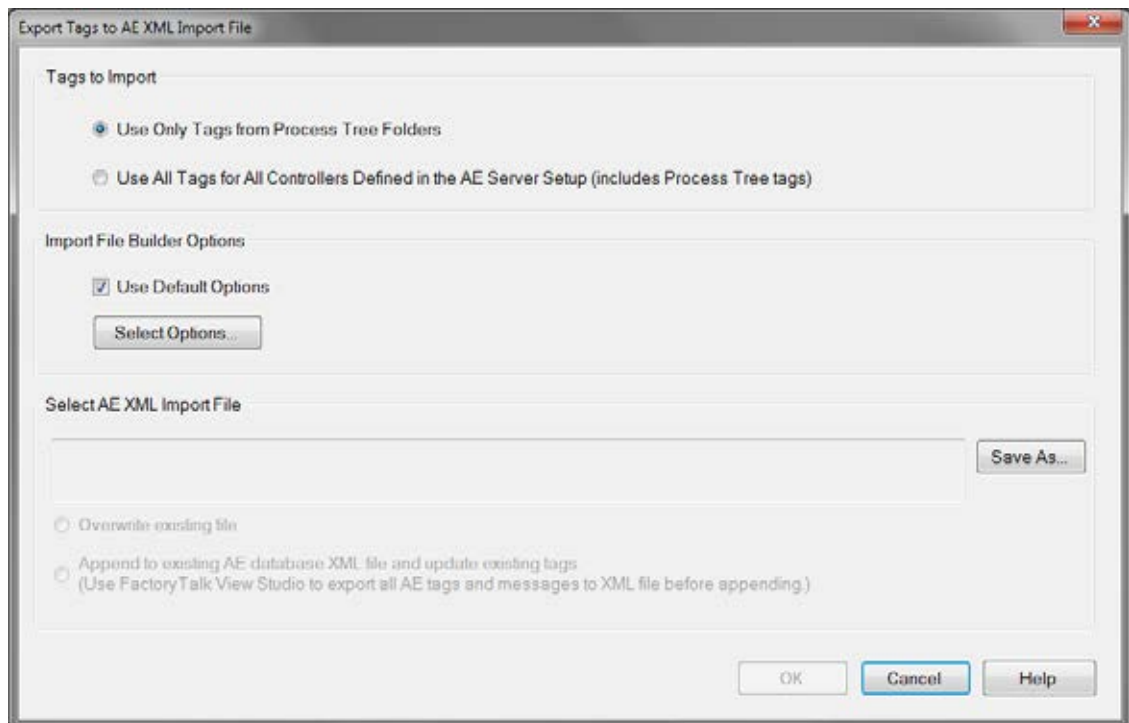 Export Tags to AE XML Import File
Tags to Import
Use Only Tags from Process Tree Folders
Use All Tags for All Controllers Defined in the AE Server Setup (includes Process Tree tags)
Import File Builder Options
Use Default Options
Select Options...
Select AE XML Import File
Save As...
Overwrite existing file
Append to existing AE database XML file and update existing tags
(Use FactoryTalk View Studio to export all AE tags and messages to XML file before appending.)
OK
Cancel
Help